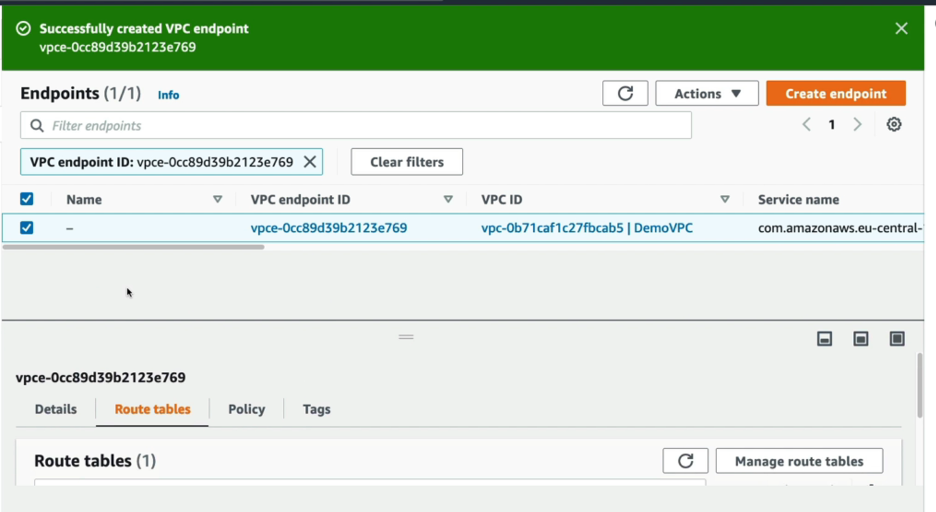 Successfully created VPC endpoint
vpce-0cc89d39b2123e769
Endpoints (1/1) Info
Actions
Create endpoint
Filter endpoints
1
VPC endpoint ID: vpce-0cc89d39b2123e769
Clear filters
Name VPC endpoint ID VPC ID Service name
– vpce-0cc89d39b2123e769 vpc-0b71caf1c27fbcab5 | DemoVPC com.amazonaws.eu-central-
vpce-0cc89d39b2123e769
Details Route tables Policy Tags
Route tables (1) Manage route tables